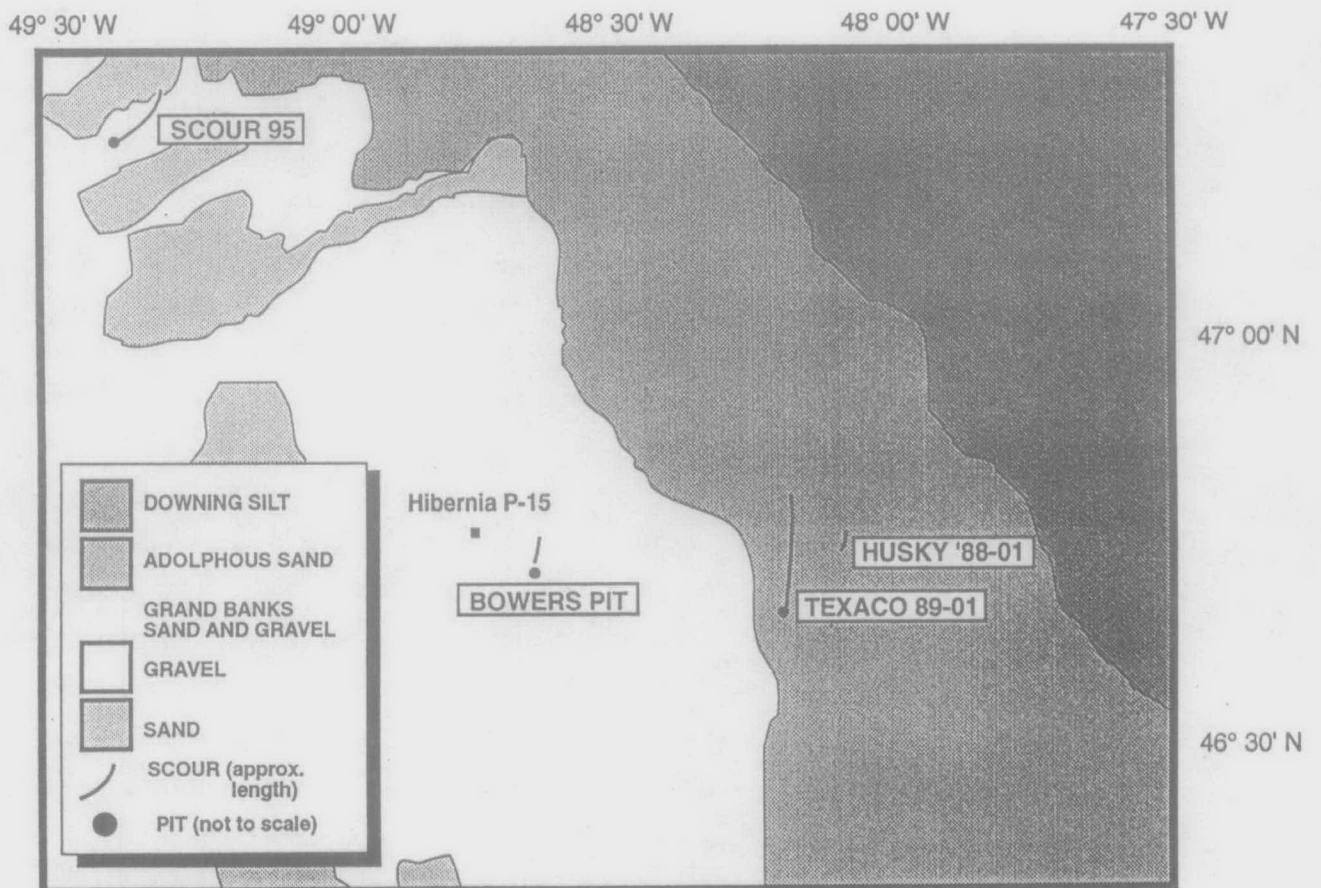 49° 30' W 49° 00' W 48° 30' W 48° 00' W 47° 30' W
SCOUR 95
47° 00' N
Hibernia P-15
BOWERS PIT
HUSKY '88-01
TEXACO 89-01
46° 30' N
DOWNING SILT
ADOLPHOUS SAND
GRAND BANKS
SAND AND GRAVEL
GRAVEL
SAND
SCOUR (approx.
length)
PIT (not to scale)